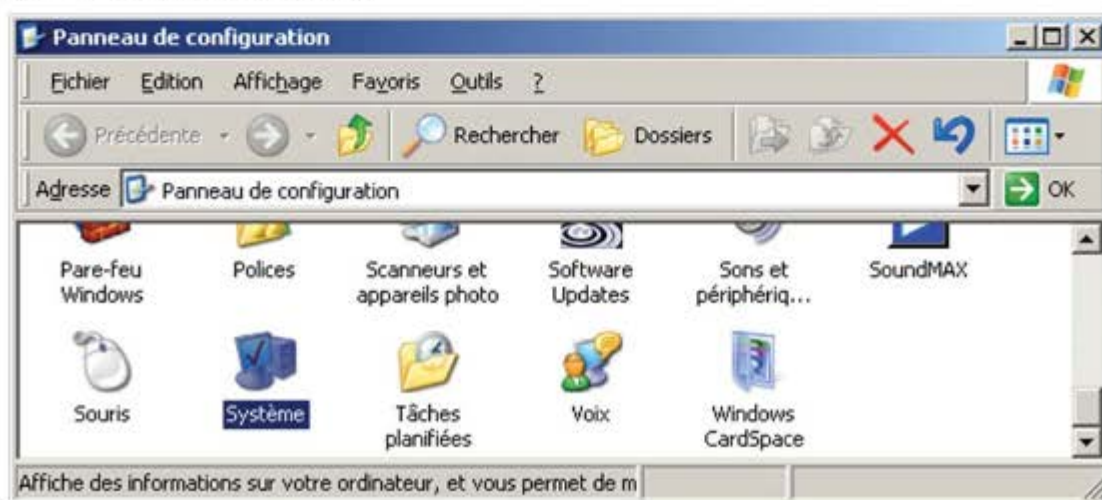 Panneau de configuration
Fichier Edition Affichage Favoris Outils ?
Précédente Rechercher Dossiers
Adresse Panneau de configuration OK
Pare-feu Polices Scanneurs et Software Sons et SoundMAX
Windows appareils photo Updates périphériq...
Souris Système Tâches Voix Windows
planifiées CardSpace
Affiche des informations sur votre ordinateur, et vous permet de m